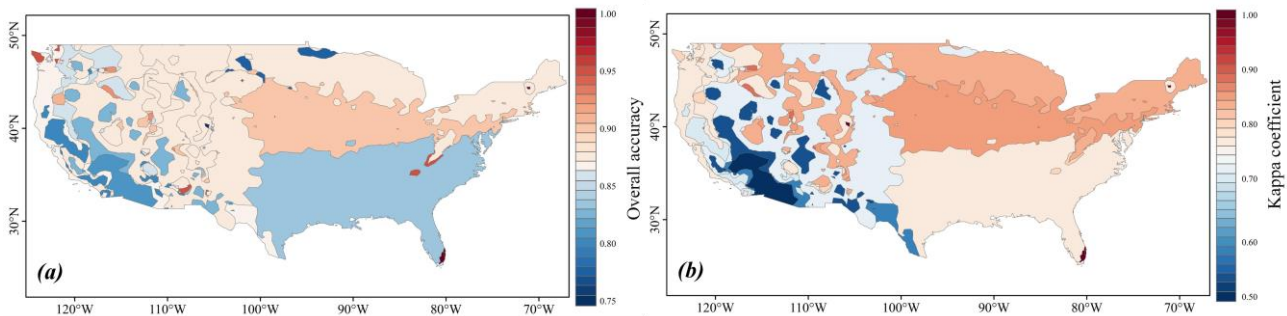 50°N
40°N
30°N
(a)
120°W
110°W
100°W
90°W
80°W
70°W
1.00
0.95
0.90
0.85
0.80
0.75
Overall accuracy
50°N
40°N
30°N
(b)
120°W
110°W
100°W
90°W
80°W
70°W
1.00
0.90
0.80
0.70
0.60
0.50
Kappa coefficient